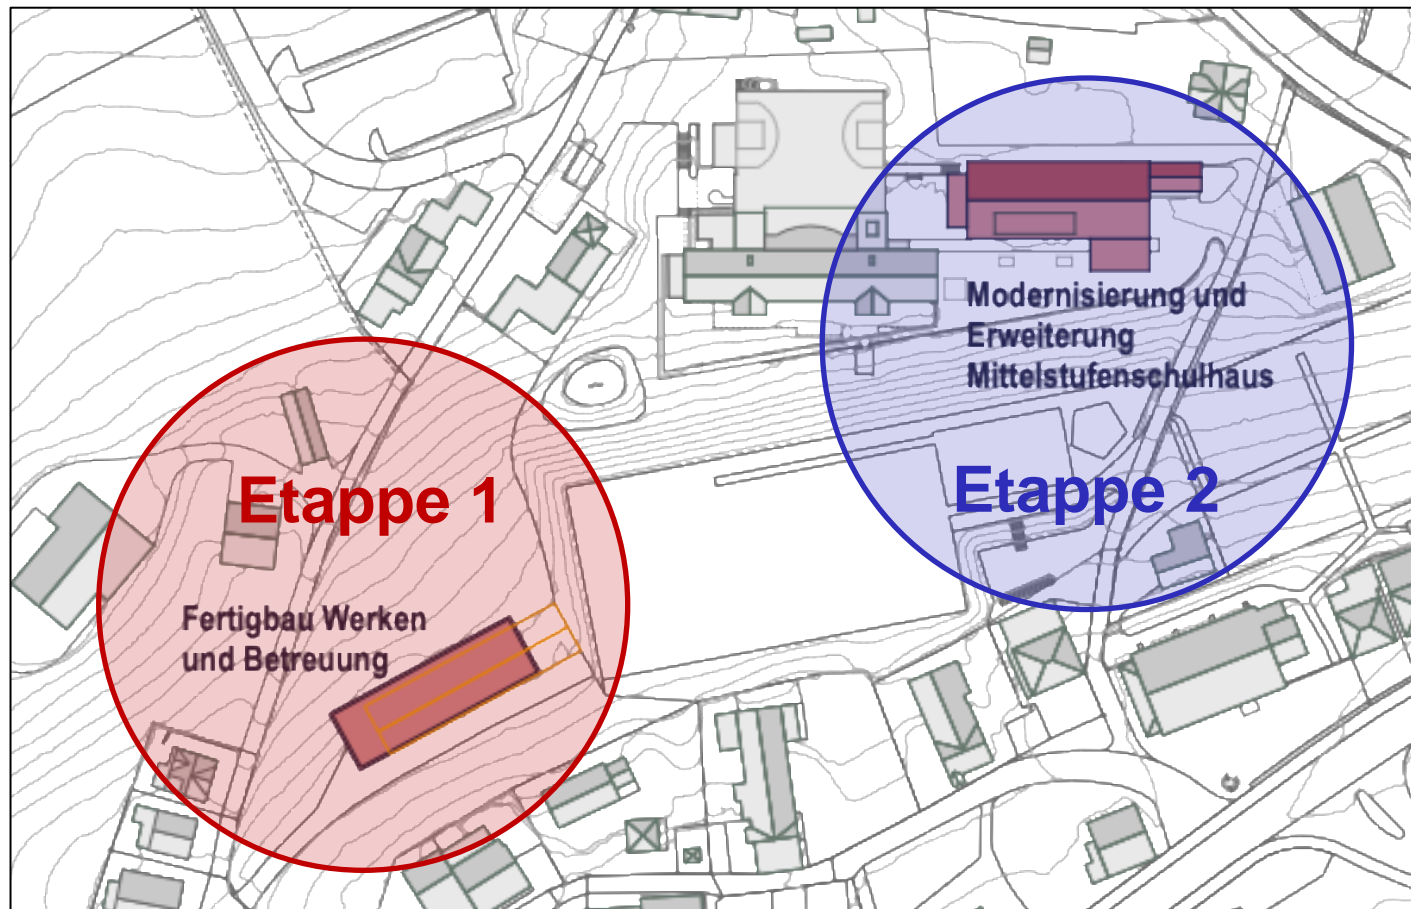 Modernisierung und
Erweiterung
Mittelstufenschulhaus
Etappe 2
Etappe 1
Fertigbau Werken
und Betreuung